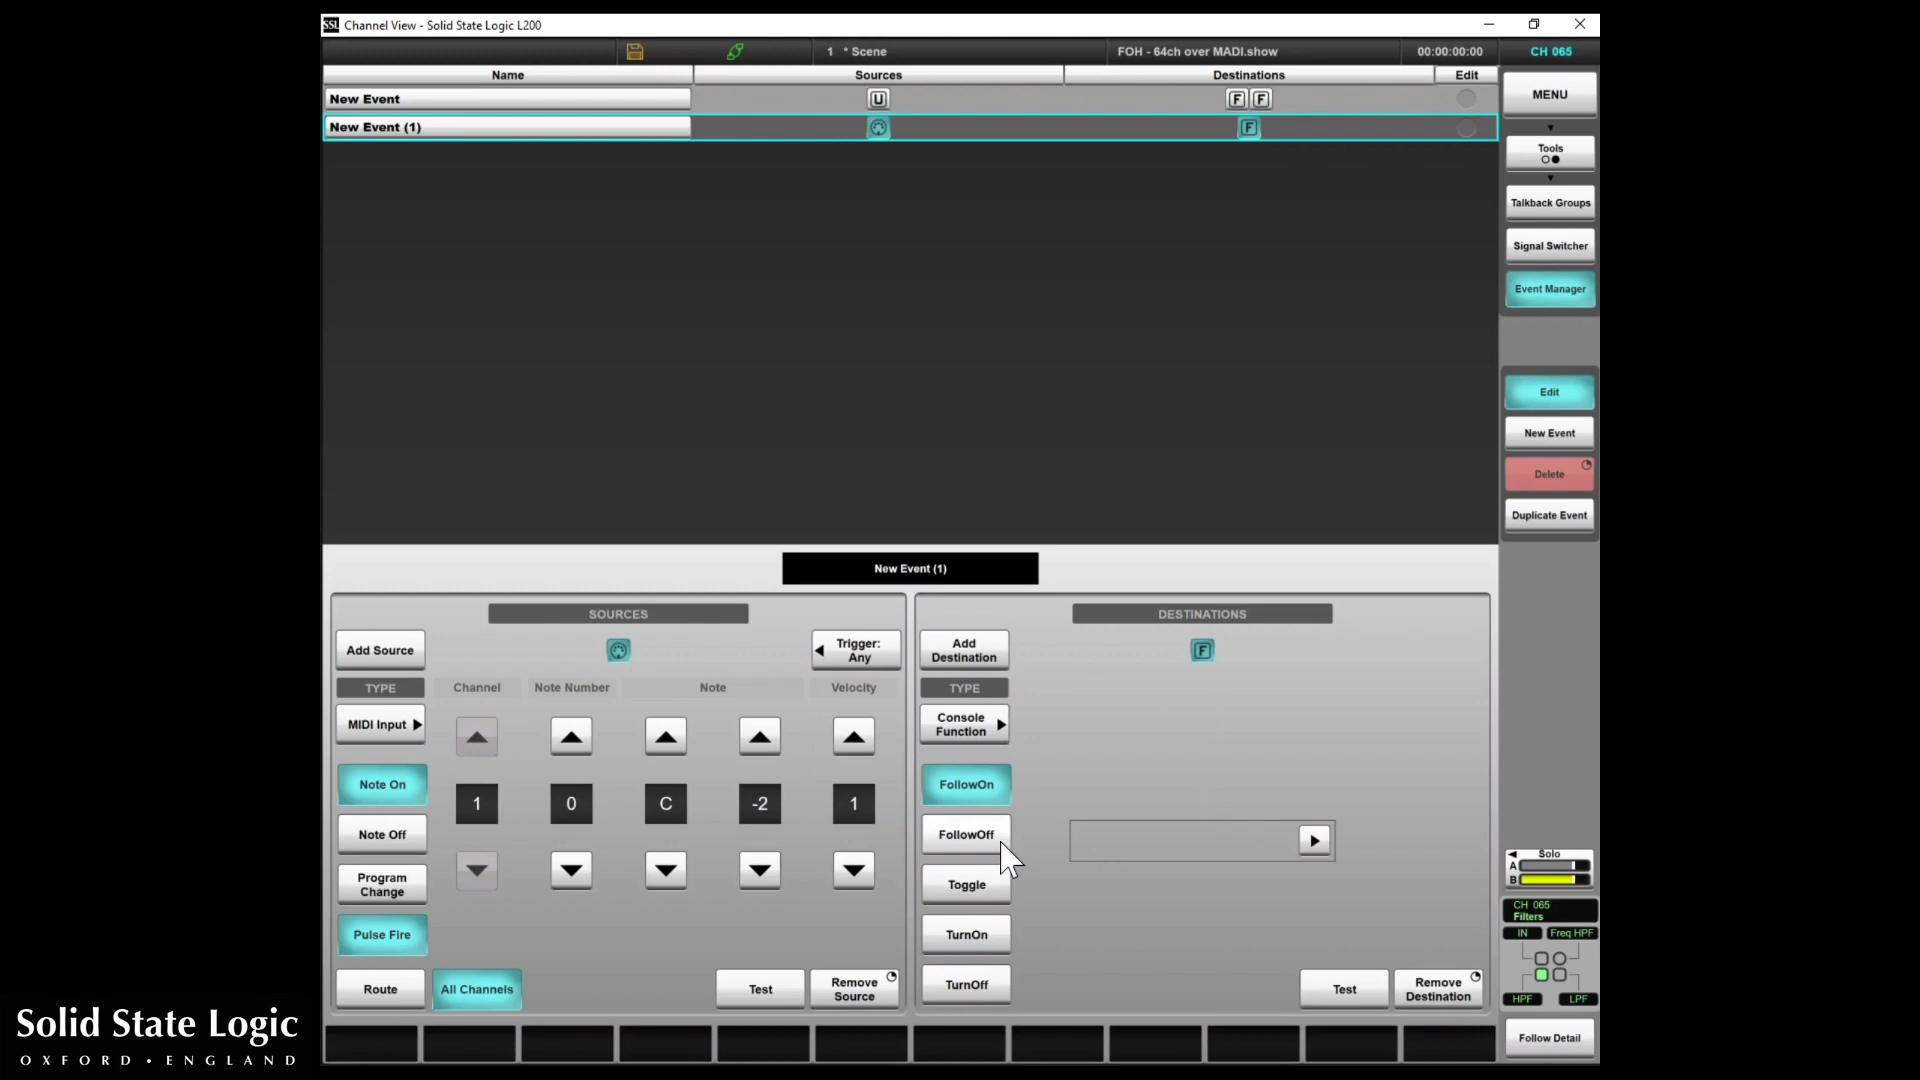 SSL Channel View - Solid State Logic L200
1 * Scene FOH - 64ch over MADI.show 00:00:00:00 CH 065
Name Sources Destinations Edit
New Event U F F
New Event (1) F
MENU
Tools
Talkback Groups
Signal Switcher
Event Manager
Edit
New Event
Delete
Duplicate Event
New Event (1)
SOURCES
Add Source
Trigger:
Any
TYPE Channel Note Number Note Velocity
MIDI Input
Note On 1 0 C -2 1
Note Off
Program
Change
Pulse Fire
Route All Channels Test Remove
Source
DESTINATIONS
Add
Destination
F
TYPE
Console
Function
FollowOn
FollowOff
Toggle
TurnOn
TurnOff
Test Remove
Destination
Solo
A
B
CH 065
Filters
IN Freq HPF
HPF LPF
Follow Detail
Solid State Logic
OXFORD • ENGLAND